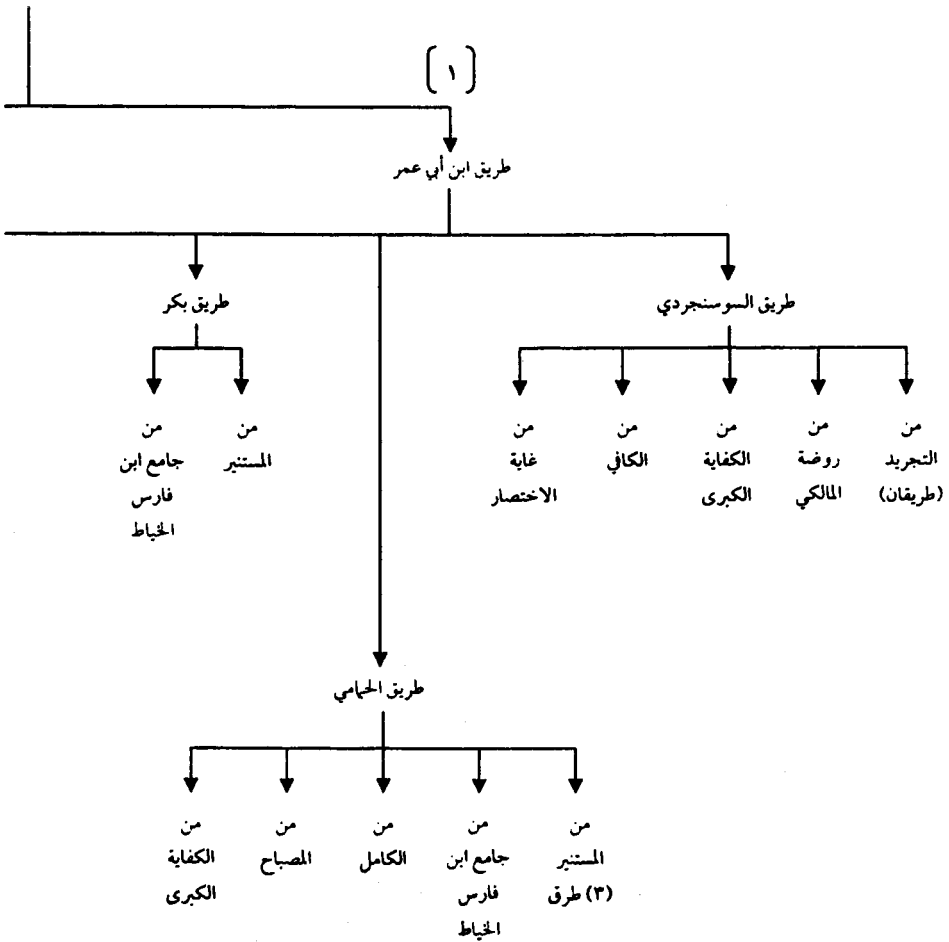 [١]
طريق ابن أبي عمر
طريق السوسنجردي
طريق بكر
من
التجريد
(طريقان)
من
روضة
المالكي
من
الكفاية
الكبرى
من
الكافي
من
غاية
الاختصار
من
المستنير
من
جامع ابن
فارس
الخياط
طريق الحمامي
من
المستنير
(٣) طرق
من
جامع ابن
فارس
الخياط
من
الكامل
من
المصباح
من
الكفاية
الكبرى